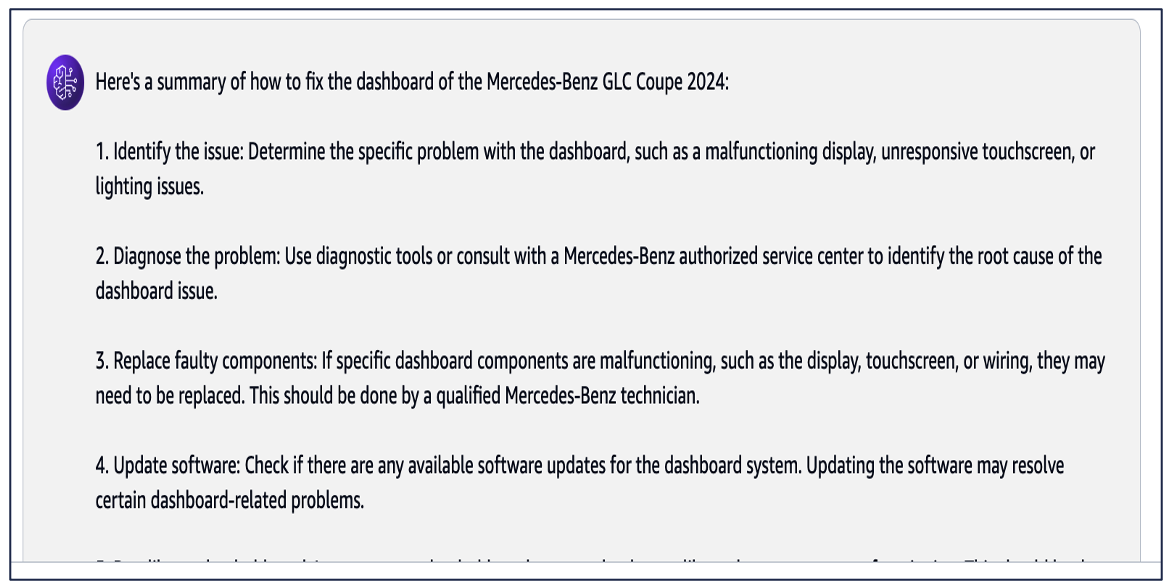 Here's a summary of how to fix the dashboard of the Mercedes-Benz GLC Coupe 2024:
1. Identify the issue: Determine the specific problem with the dashboard, such as a malfunctioning display, unresponsive touchscreen, or
lighting issues.
2. Diagnose the problem: Use diagnostic tools or consult with a Mercedes-Benz authorized service center to identify the root cause of the
dashboard issue.
3. Replace faulty components: If specific dashboard components are malfunctioning, such as the display, touchscreen, or wiring, they may
need to be replaced. This should be done by a qualified Mercedes-Benz technician.
4. Update software: Check if there are any available software updates for the dashboard system. Updating the software may resolve
certain dashboard-related problems.